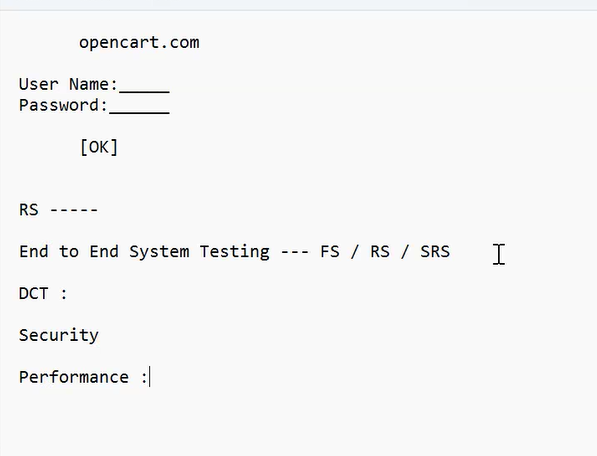 opencart.com
User Name:_____
Password:______
[OK]
RS -----
End to End System Testing --- FS / RS / SRS
DCT :
Security
Performance :